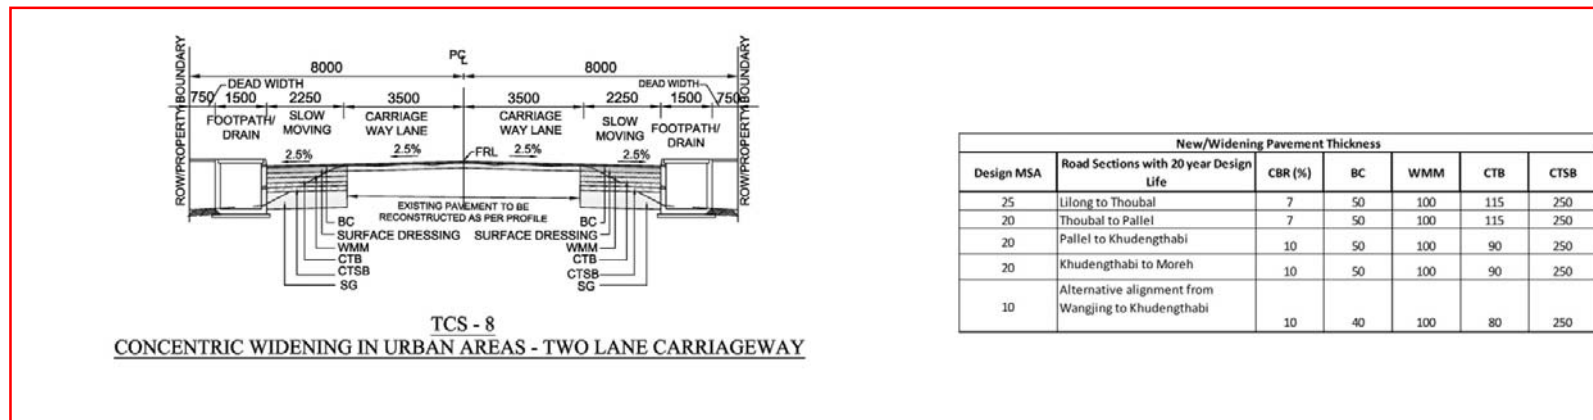 PC
L
8000 8000
ROW/PROPERTY BOUNDARY
ROW/PROPERTY BOUNDARY
DEAD WIDTH DEAD WIDTH
750 1500 2250 3500 3500 2250 1500 750
FOOTPATH/
DRAIN
SLOW
MOVING
CARRIAGE
WAY LANE
CARRIAGE
WAY LANE
SLOW
MOVING
FOOTPATH/
DRAIN
2.5% 2.5% FRL 2.5% 2.5%
EXISTING PAVEMENT TO BE
RECONSTRUCTED AS PER PROFILE
BC BC
SURFACE DRESSING SURFACE DRESSING
WMM WMM
CTB CTB
CTSB CTSB
SG SG
TCS - 8
CONCENTRIC WIDENING IN URBAN AREAS - TWO LANE CARRIAGEWAY
New/Widening Pavement Thickness
Design MSA Road Sections with 20 year Design Life CBR (%) BC WMM CTB CTSB
25 Lilong to Thoubal 7 50 100 115 250
20 Thoubal to Pallel 7 50 100 115 250
20 Pallel to Khudengthabi 10 50 100 90 250
20 Khudengthabi to Moreh 10 50 100 90 250
10 Alternative alignment from
Wangjing to Khudengthabi 10 40 100 80 250